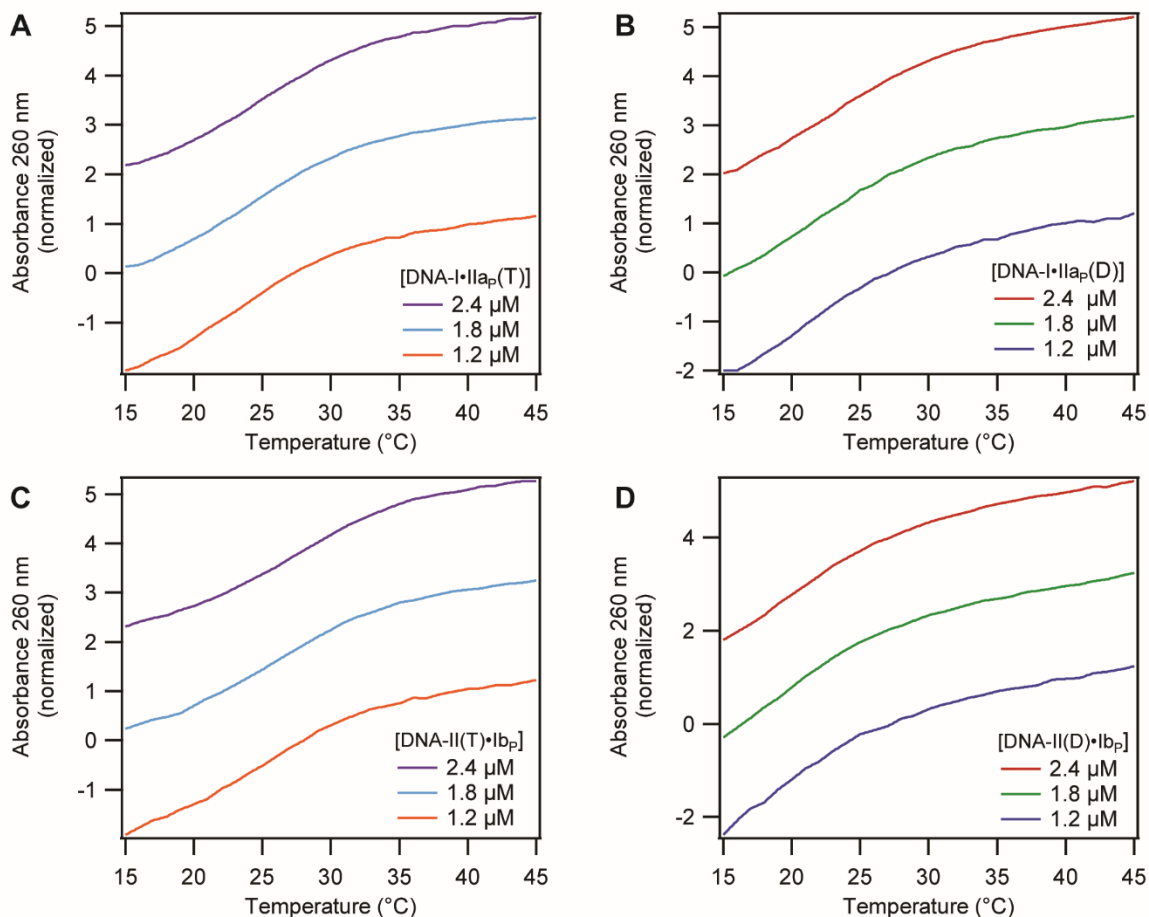 A
Absorbance 260 nm
(normalized)
5
4
3
2
1
0
-1
[DNA-I•IIaP(T)]
2.4 µM
1.8 µM
1.2 µM
15 20 25 30 35 40 45
Temperature (°C)
B
Absorbance 260 nm
(normalized)
5
4
3
2
1
0
-1
-2
[DNA-I•IIaP(D)]
2.4 µM
1.8 µM
1.2 µM
15 20 25 30 35 40 45
Temperature (°C)
C
Absorbance 260 nm
(normalized)
5
4
3
2
1
0
-1
[DNA-II(T)•IbP]
2.4 µM
1.8 µM
1.2 µM
15 20 25 30 35 40 45
Temperature (°C)
D
Absorbance 260 nm
(normalized)
4
2
0
-2
[DNA-II(D)•IbP]
2.4 µM
1.8 µM
1.2 µM
15 20 25 30 35 40 45
Temperature (°C)